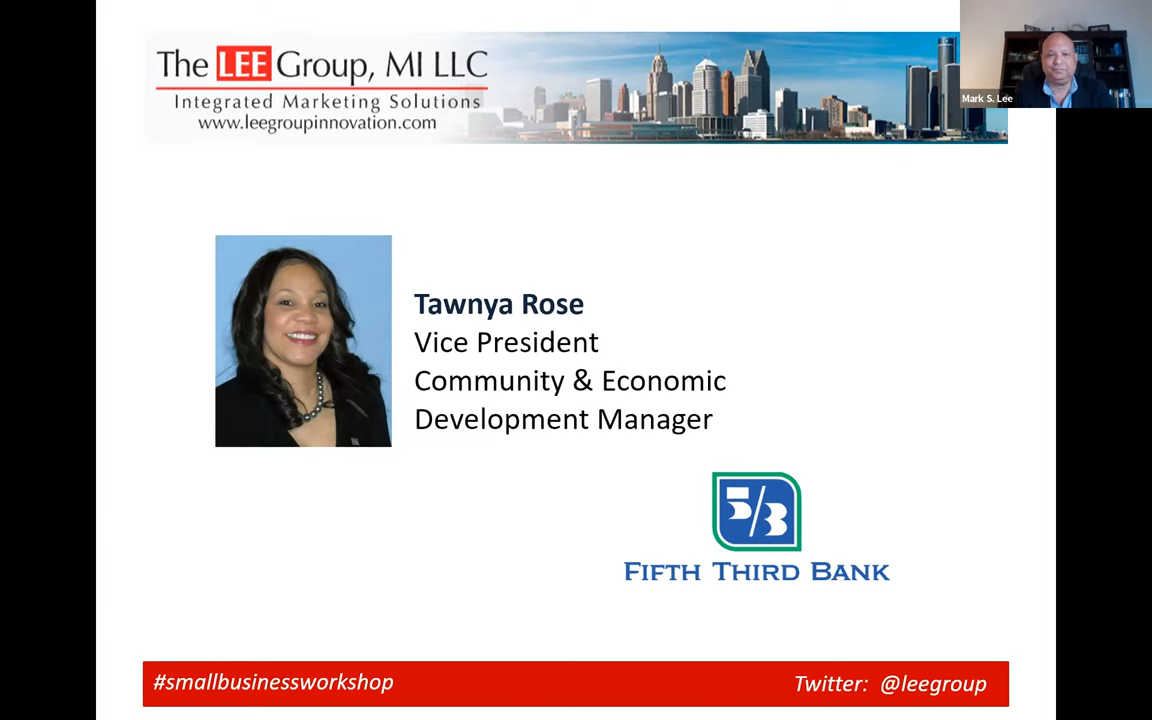 The LEE Group, MI LLC
Integrated Marketing Solutions
www.leegroupinnovation.com
Mark S. Lee
Tawnya Rose
Vice President
Community & Economic
Development Manager
5/3
FIFTH THIRD BANK
#smallbusinessworkshop
Twitter: @leegroup